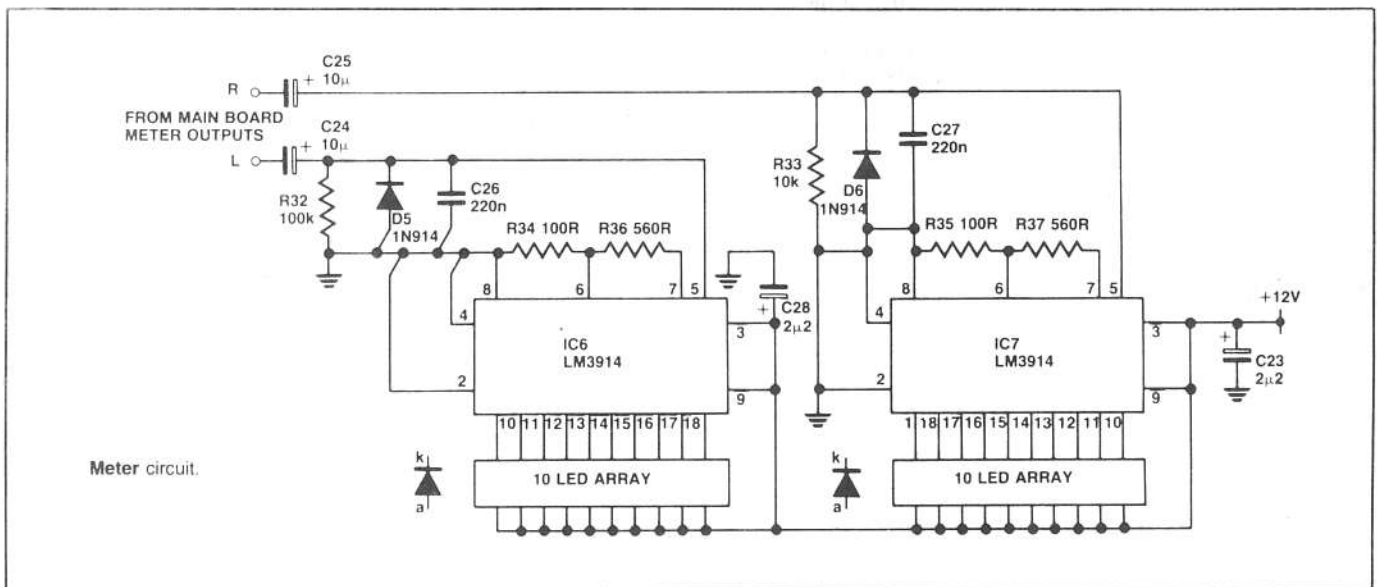 C25
10µ
R
+
FROM MAIN BOARD
METER OUTPUTS
C24
10µ
L
+
R32
100k
D5
1N914
C26
220n
R34 100R
R36 560R
R33
10k
D6
1N914
C27
220n
R35 100R
R37 560R
8
6
7
5
4
2
3
9
IC6
LM3914
C28
2µ2
+
10 11 12 13 14 15 16 17 18
8
6
7
5
4
2
3
9
IC7
LM3914
+12V
+
C23
2µ2
1 18 17 16 15 14 13 12 11 10
k
a
10 LED ARRAY
k
a
10 LED ARRAY
Meter circuit.